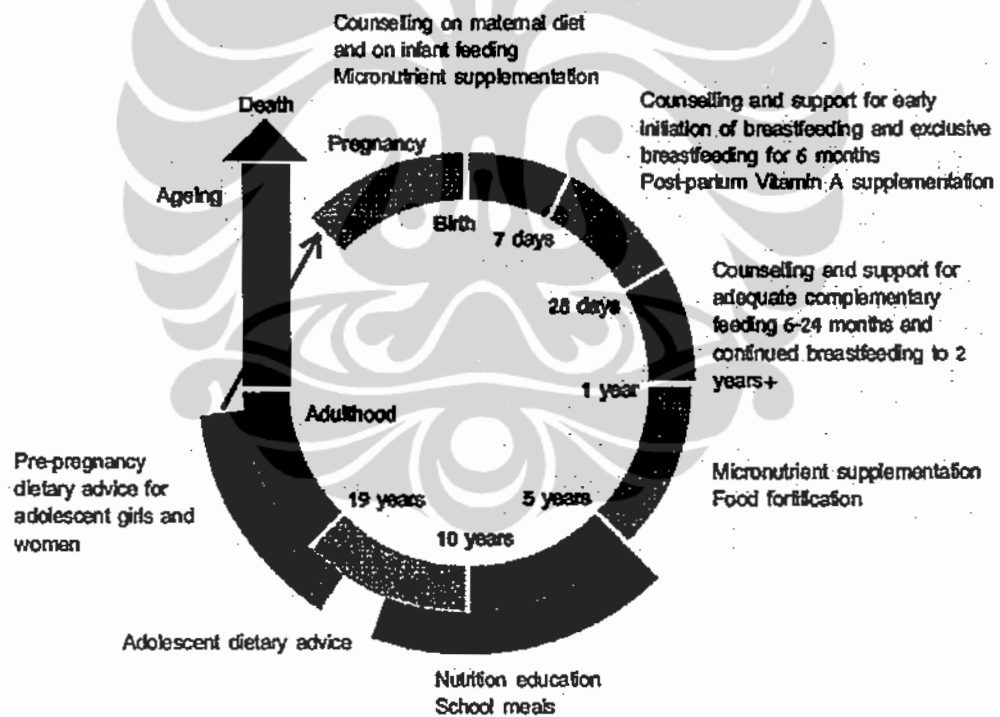 Counselling on maternal diet
and on infant feeding
Micronutrient supplementation
Death
Pregnancy
Ageing
Counselling and support for early
initiation of breastfeeding and exclusive
breastfeeding for 6 months
Post-partum Vitamin A supplementation
Birth
7 days
28 days
Counselling and support for
adequate complementary
feeding 6-24 months and
continued breastfeeding to 2
years+
1 year
Adulthood
Pre-pregnancy
dietary advice for
adolescent girls and
women
Micronutrient supplementation
Food fortification
19 years
5 years
10 years
Adolescent dietary advice
Nutrition education
School meals